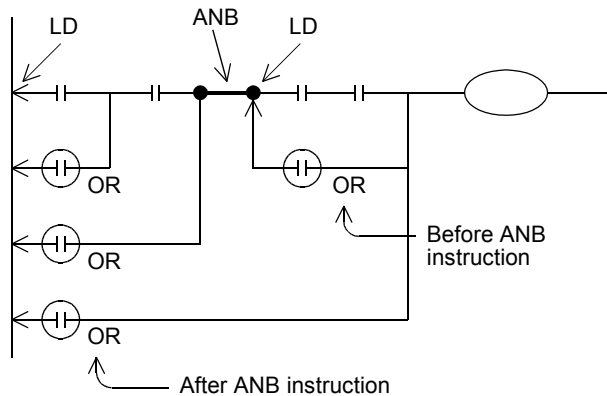 ANB
LD
LD
OR
OR
OR
Before ANB
instruction
OR
After ANB instruction